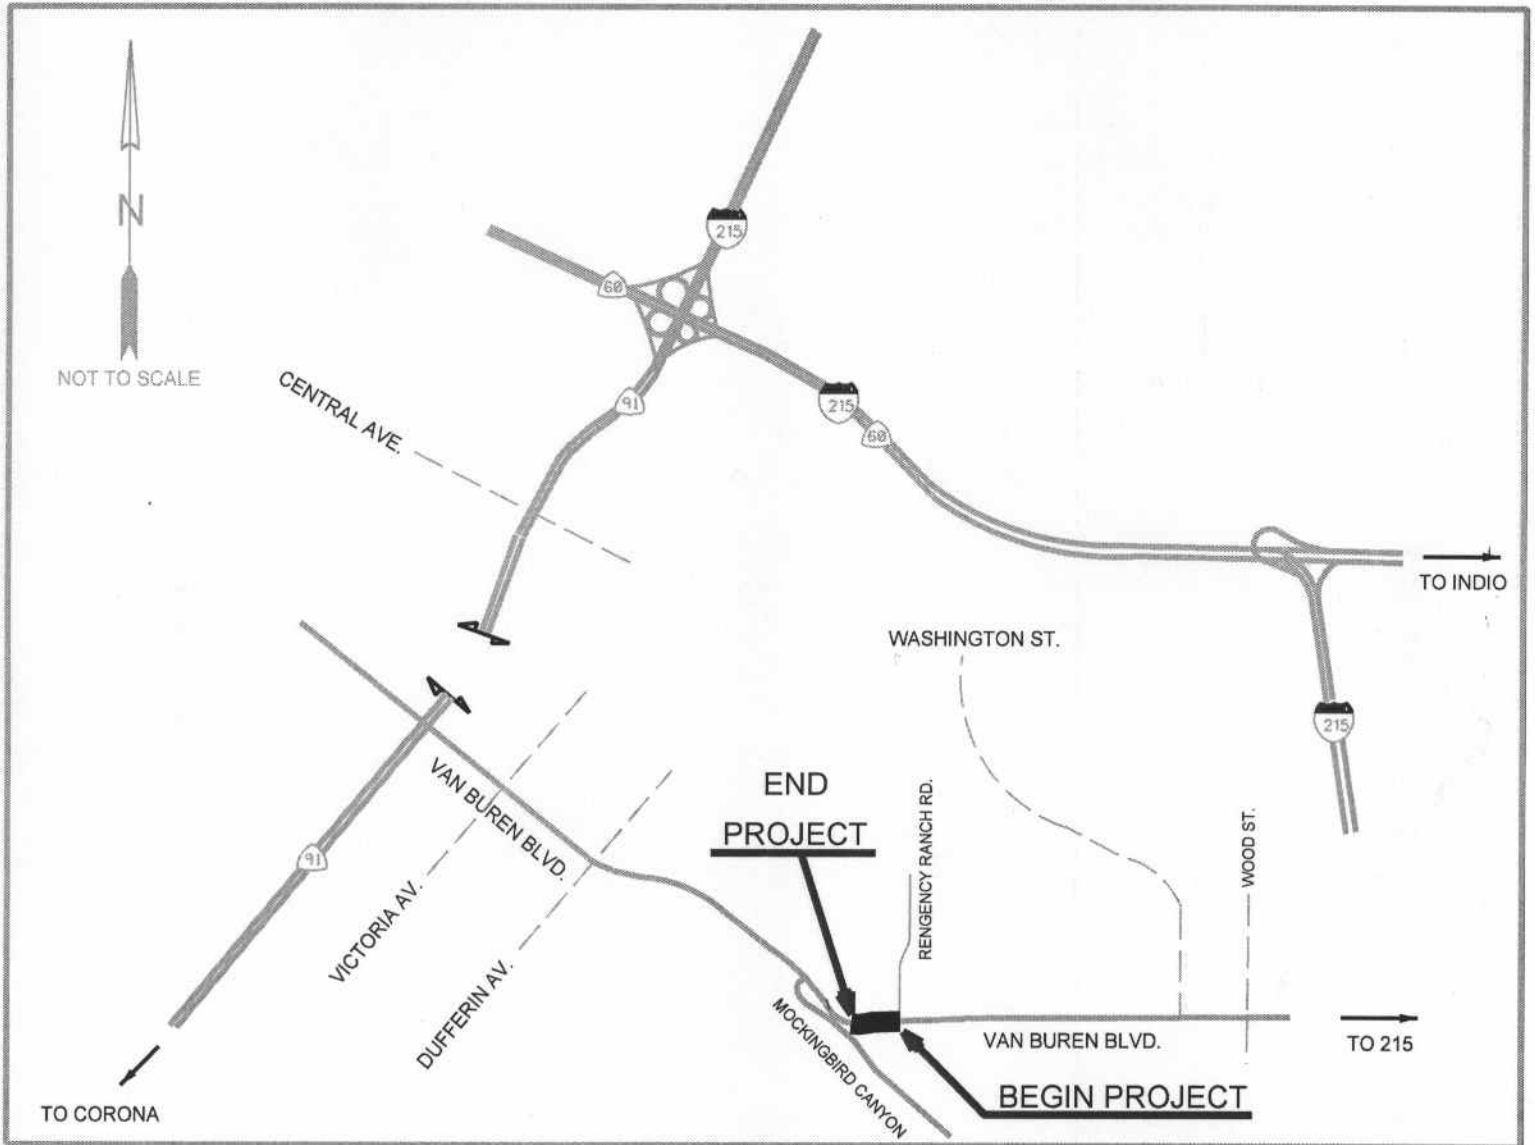 N
NOT TO SCALE
215
60
CENTRAL AVE.
91
215
60
TO INDIO
WASHINGTON ST.
215
VAN BUREN BLVD.
END
PROJECT
RENGENCY RANCH RD.
WOOD ST.
91
VICTORIA AV.
DUFFERIN AV.
MOCKINGBIRD CANYON
VAN BUREN BLVD.
TO 215
BEGIN PROJECT
TO CORONA